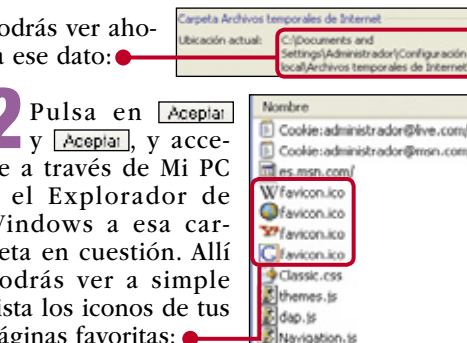 odrás ver aho-
a ese dato:
Carpeta Archivos temporales de Internet
Ubicación actual: C:\Documents and
Settings\Administrador\Configuración
local\Archivos temporales de Internet
2 Pulsa en Aceptar
y Aceptar, y acce-
e a través de Mi PC
el Explorador de
Windows a esa car-
eta en cuestión. Allí
odrás ver a simple
ista los iconos de tus
áginas favoritas:
Nombre
Cookie:administrador@live.com/
Cookie:administrador@msn.com
es.msn.com/
favicon.ico
favicon.ico
favicon.ico
favicon.ico
Classic.css
themes.js
dap.js
Navigation.js